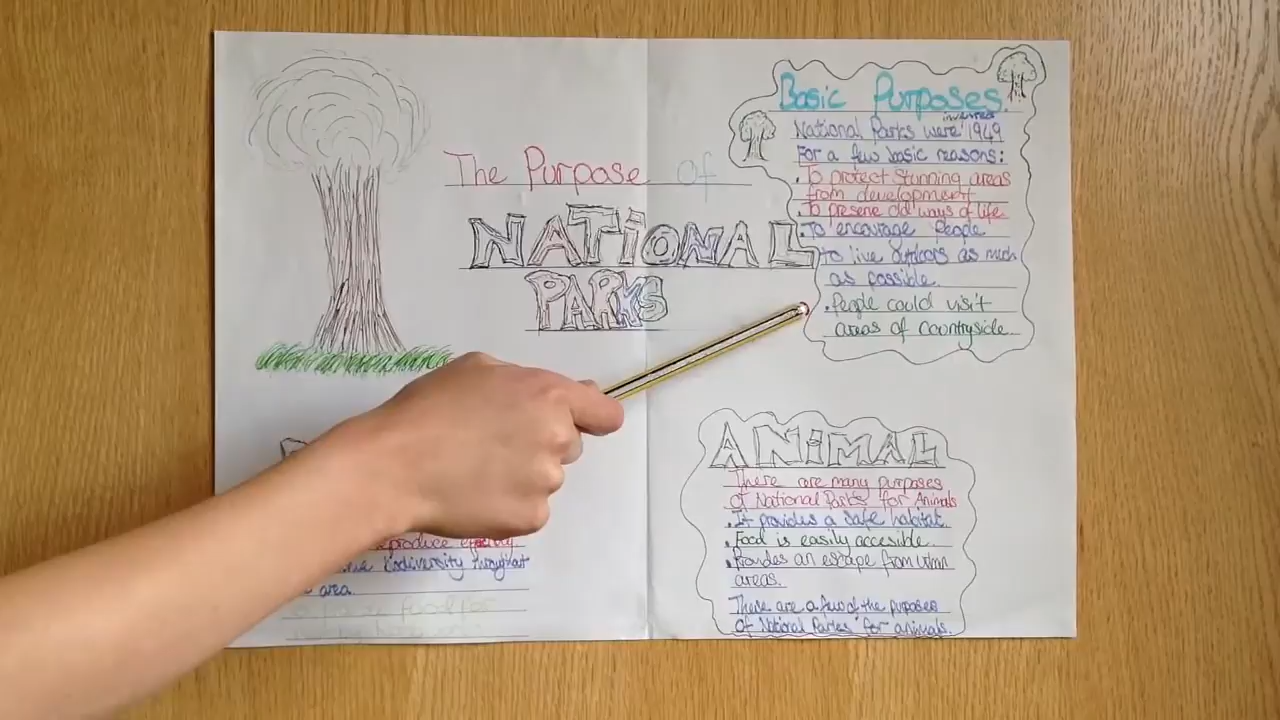 The Purpose of
NATIONAL
PARKS
Basic Purposes.
invented
National Parks were 1949
For a few basic reasons:
. To protect stunning areas
from development
. To preserve old ways of life
. To encourage People
to live outdoors as much
as possible.
. People could visit
areas of Countryside.
ANIMAL
There are many purposes
of National Parks for Animals
. It provides a safe habitat.
. Food is easily accesible.
. Provides an escape from urban
areas.
These are a few of the purposes
of National Parks for animals.
biodiversity throughout
area.
food for